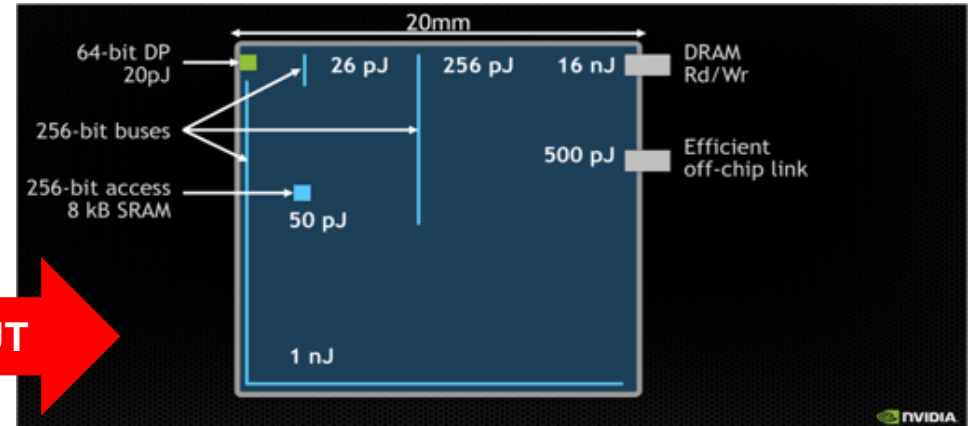 20mm
64-bit DP
20pJ
26 pJ
256 pJ
16 nJ
DRAM
Rd/Wr
256-bit buses
500 pJ
Efficient
off-chip link
256-bit access
8 kB SRAM
50 pJ
1 nJ
NVIDIA